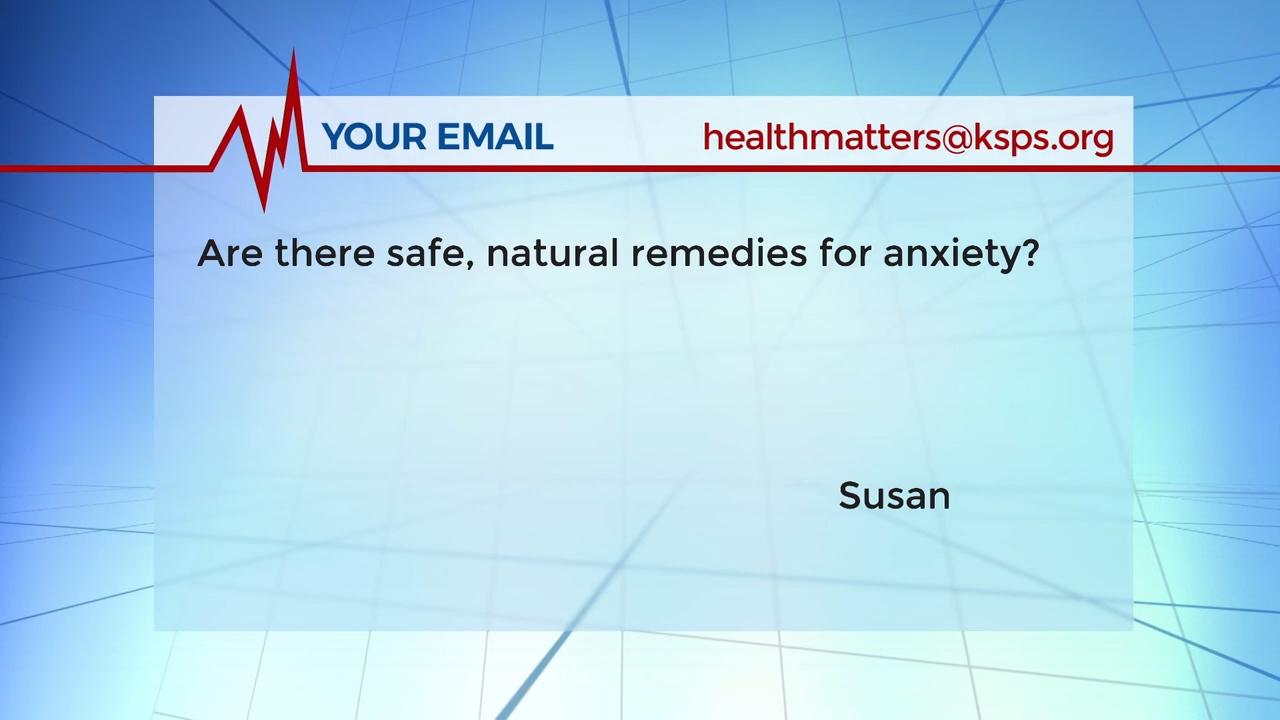 YOUR EMAIL healthmatters@ksps.org
Are there safe, natural remedies for anxiety?
Susan